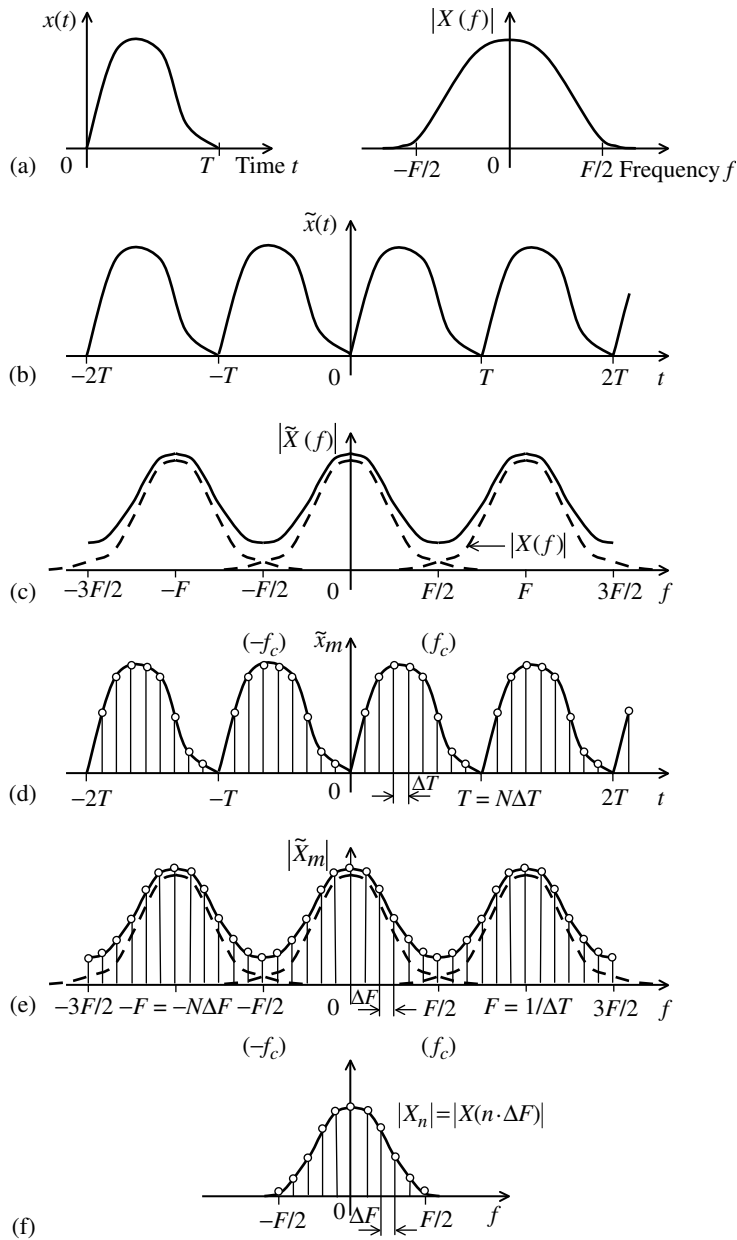 x(t) |X (f)|
(a) 0 T Time t −F/2 0 F/2 Frequency f
x̃(t)
(b) −2T −T 0 T 2T t
|X̃ (f)|
|X(f)|
(c) −3F/2 −F −F/2 0 F/2 F 3F/2 f
(−f_c) x̃_m (f_c)
ΔT
(d) −2T −T 0 T = NΔT 2T t
|X̃_m|
ΔF
(e) −3F/2 −F = −NΔF −F/2 0 F/2 F = 1/ΔT 3F/2 f
(−f_c) (f_c)
|X_n|=|X(n·ΔF)|
(f) −F/2 0 ΔF F/2 f